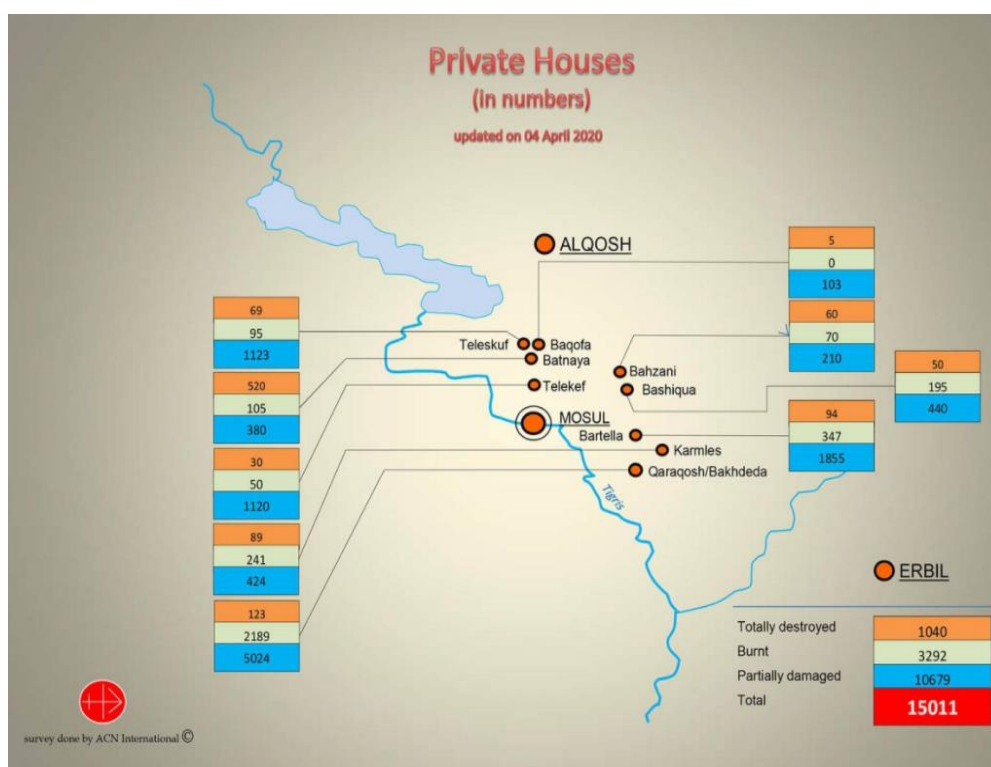 Private Houses
(in numbers)
updated on 04 April 2020
ALQOSH
5
0
103
69
95
1123
Teleskuf
Baqofa
Batnaya
60
70
210
Bahzani
Bashiqua
50
195
440
520
105
380
Telekef
MOSUL
94
347
1855
Bartella
Karmles
Qaraqosh/Bakhdeda
30
50
1120
Tigris
89
241
424
ERBIL
123
2189
5024
Totally destroyed 1040
Burnt 3292
Partially damaged 10679
Total 15011
survey done by ACN International ©